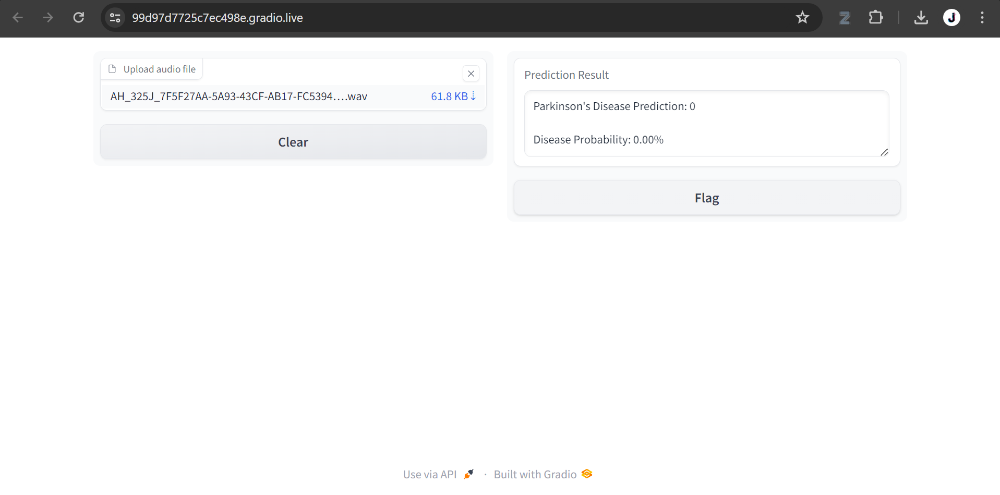 99d97d7725c7ec498e.gradio.live
Upload audio file
AH_325J_7F5F27AA-5A93-43CF-AB17-FC5394....wav 61.8 KB
Clear
Prediction Result
Parkinson's Disease Prediction: 0
Disease Probability: 0.00%
Flag
Use via API · Built with Gradio